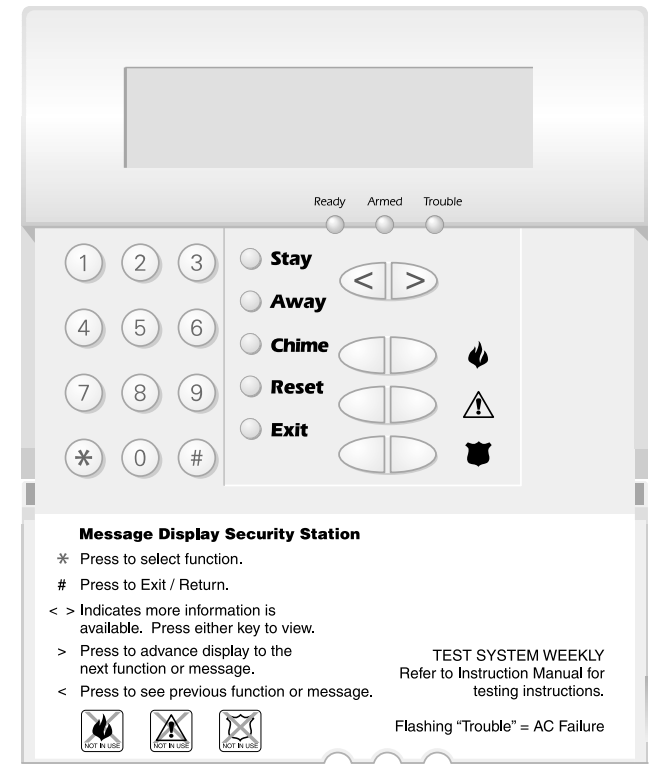 Ready Armed Trouble
1 2 3 Stay < >
Away
4 5 6 Chime
7 8 9 Reset
* 0 # Exit
Message Display Security Station
* Press to select function.
# Press to Exit / Return.
< > Indicates more information is
available. Press either key to view.
> Press to advance display to the
next function or message.
< Press to see previous function or message.
NOT IN USE NOT IN USE NOT IN USE
TEST SYSTEM WEEKLY
Refer to Instruction Manual for
testing instructions.
Flashing “Trouble” = AC Failure